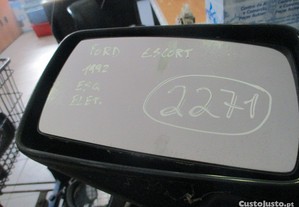 FORD ESCORT
1992
ESQ
ELET.
2271
CustoJusto.pt